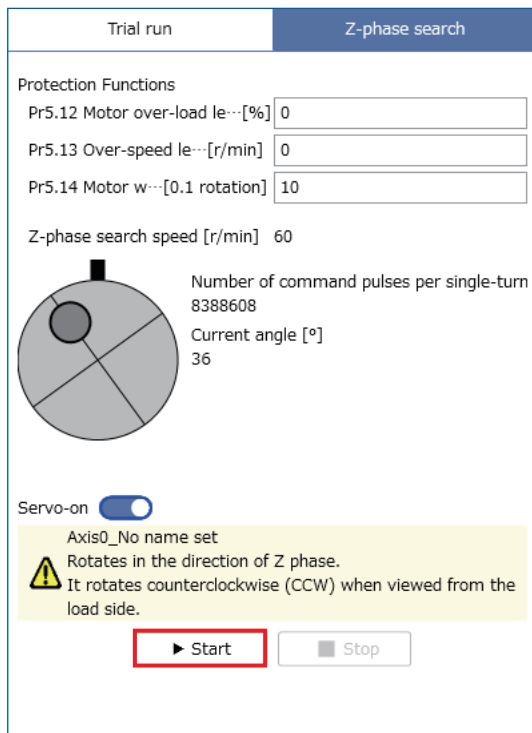 Trial run
Z-phase search
Protection Functions
Pr5.12 Motor over-load le…[%] 0
Pr5.13 Over-speed le…[r/min] 0
Pr5.14 Motor w…[0.1 rotation] 10
Z-phase search speed [r/min] 60
Number of command pulses per single-turn
8388608
Current angle [°]
36
Servo-on
Axis0_No name set
Rotates in the direction of Z phase.
It rotates counterclockwise (CCW) when viewed from the
load side.
Start
Stop